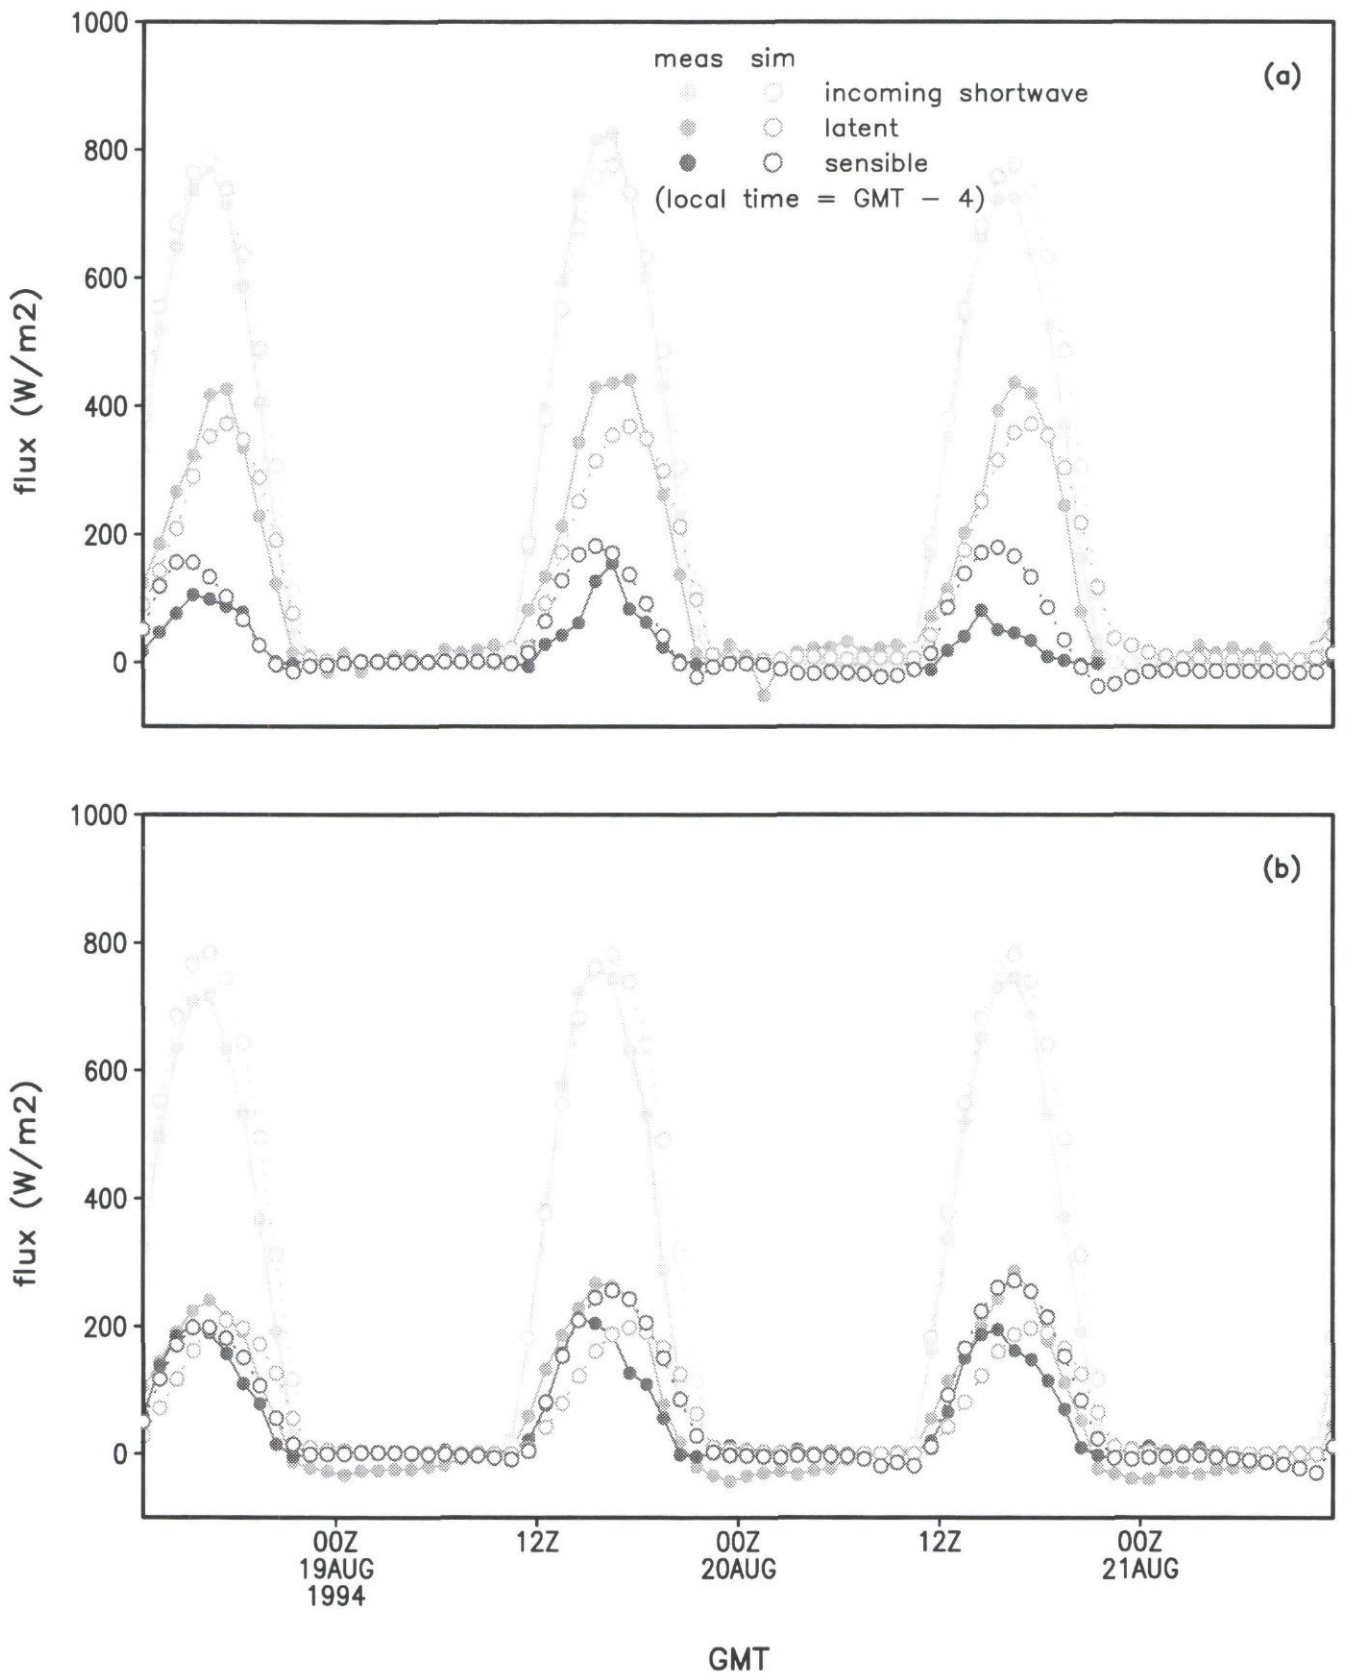 1000
800
600
400
200
0
flux (W/m2)
meas sim
incoming shortwave
latent
sensible
(local time = GMT − 4)
(a)
1000
800
600
400
200
0
flux (W/m2)
(b)
00Z
19AUG
1994
12Z
00Z
20AUG
12Z
00Z
21AUG
GMT